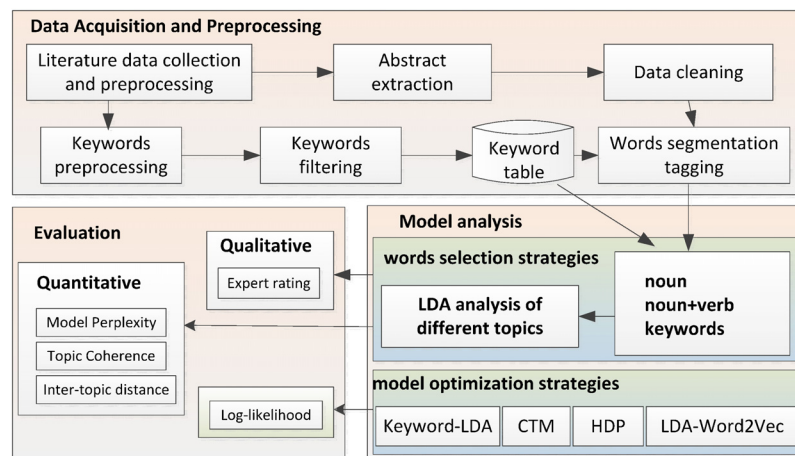 Data Acquisition and Preprocessing
Literature data collection
and preprocessing
Abstract
extraction
Data cleaning
Keywords
preprocessing
Keywords
filtering
Keyword
table
Words segmentation
tagging
Evaluation
Qualitative
Expert rating
Quantitative
Model Perplexity
Topic Coherence
Inter-topic distance
Log-likelihood
Model analysis
words selection strategies
LDA analysis of
different topics
noun
noun+verb
keywords
model optimization strategies
Keyword-LDA
CTM
HDP
LDA-Word2Vec